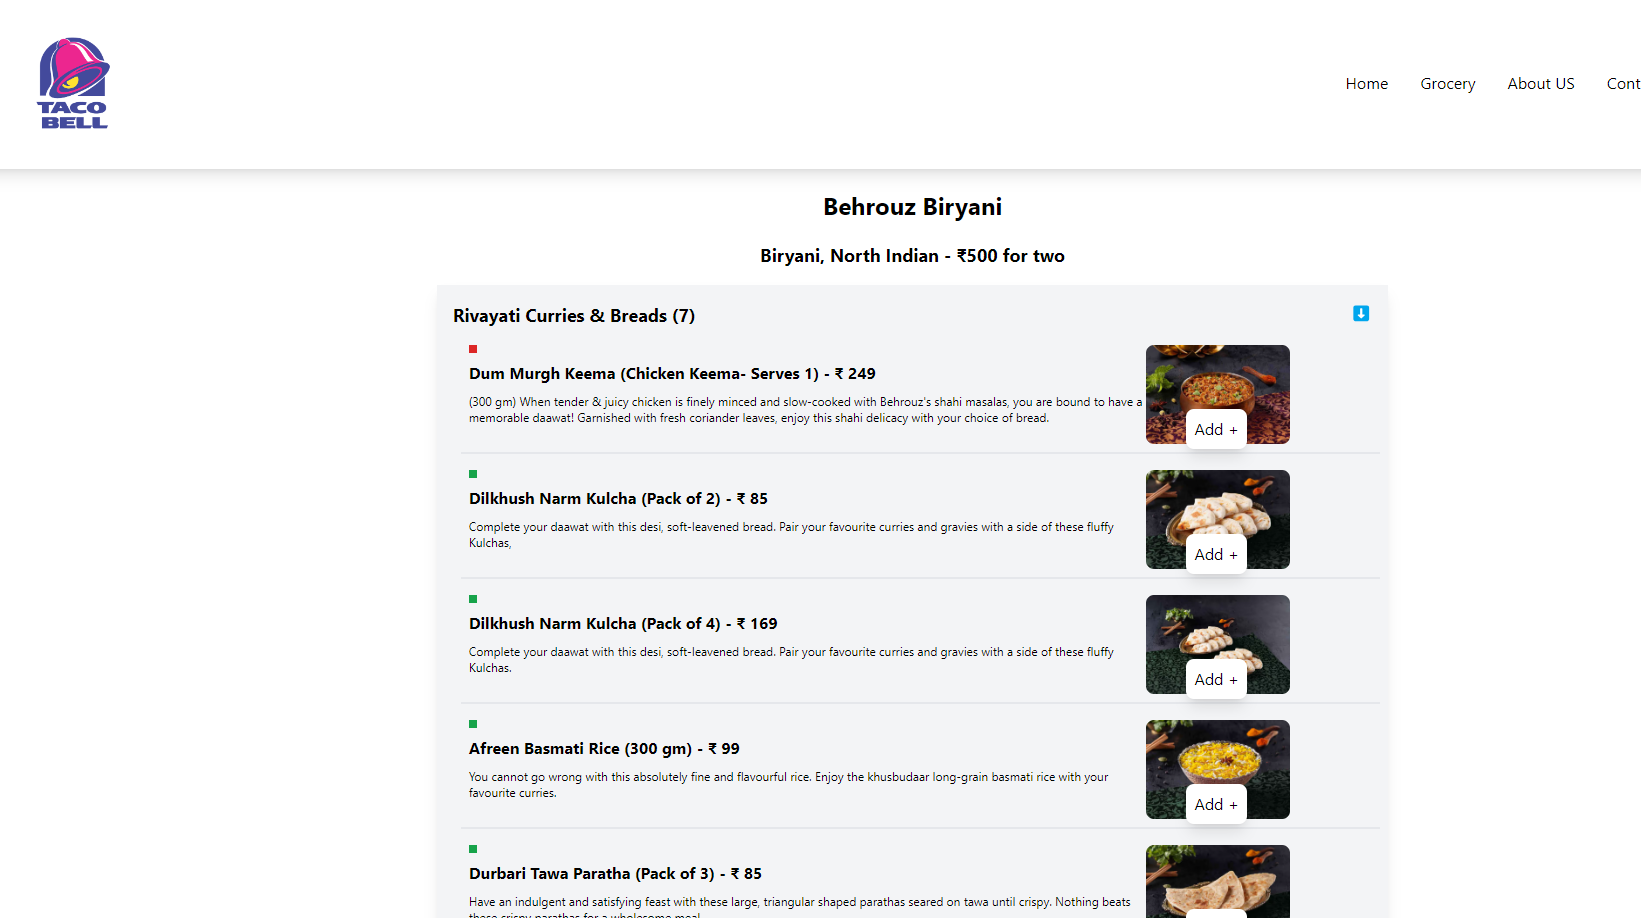 TACO
BELL
Home Grocery About US Cont
Behrouz Biryani
Biryani, North Indian - ₹500 for two
Rivayati Curries & Breads (7)
Dum Murgh Keema (Chicken Keema- Serves 1) - ₹ 249
(300 gm) When tender & juicy chicken is finely minced and slow-cooked with Behrouz's shahi masalas, you are bound to have a
memorable daawat! Garnished with fresh coriander leaves, enjoy this shahi delicacy with your choice of bread.
Add +
Dilkhush Narm Kulcha (Pack of 2) - ₹ 85
Complete your daawat with this desi, soft-leavened bread. Pair your favourite curries and gravies with a side of these fluffy
Kulchas,
Add +
Dilkhush Narm Kulcha (Pack of 4) - ₹ 169
Complete your daawat with this desi, soft-leavened bread. Pair your favourite curries and gravies with a side of these fluffy
Kulchas.
Add +
Afreen Basmati Rice (300 gm) - ₹ 99
You cannot go wrong with this absolutely fine and flavourful rice. Enjoy the khusbudaar long-grain basmati rice with your
favourite curries.
Add +
Durbari Tawa Paratha (Pack of 3) - ₹ 85
Have an indulgent and satisfying feast with these large, triangular shaped parathas seared on tawa until crispy. Nothing beats
these crispy parathas for a wholesome meal